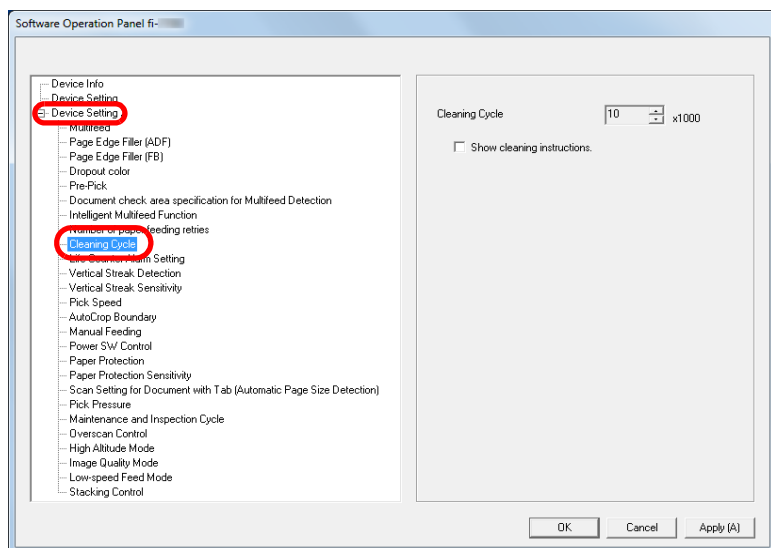 Software Operation Panel fi-
Device Info
Device Setting
Device Setting 2
Multifeed
Page Edge Filler (ADF)
Page Edge Filler (FB)
Dropout color
Pre-Pick
Document check area specification for Multifeed Detection
Intelligent Multifeed Function
Number of paper feeding retries
Cleaning Cycle
Life Counter Alarm Setting
Vertical Streak Detection
Vertical Streak Sensitivity
Pick Speed
AutoCrop Boundary
Manual Feeding
Power SW Control
Paper Protection
Paper Protection Sensitivity
Scan Setting for Document with Tab (Automatic Page Size Detection)
Pick Pressure
Maintenance and Inspection Cycle
Overscan Control
High Altitude Mode
Image Quality Mode
Low-speed Feed Mode
Stacking Control
Cleaning Cycle 10 x1000
Show cleaning instructions.
OK Cancel Apply (A)